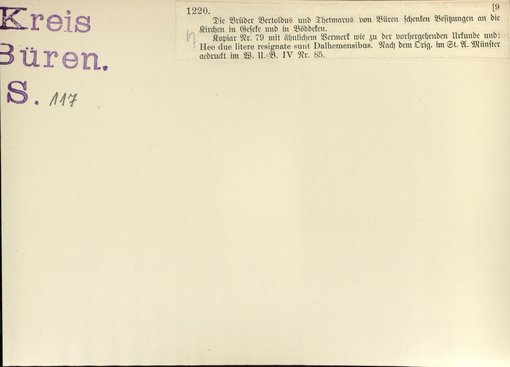 Kreis
Büren.
S. 117
1220. [9
Die Brüder Bertoldus und Thetmarus von Büren schenken Besitzungen an die
Kirchen in Geseke und in Böddeken.
Kopiar Nr. 79 mit ähnlichem Vermerk wie zu der vorhergehenden Urkunde und:
Hee due litere resignate sunt Dalhemensibus. Nach dem Orig. im St. A. Münster
gedruckt im W. U.-B. IV Nr. 85.